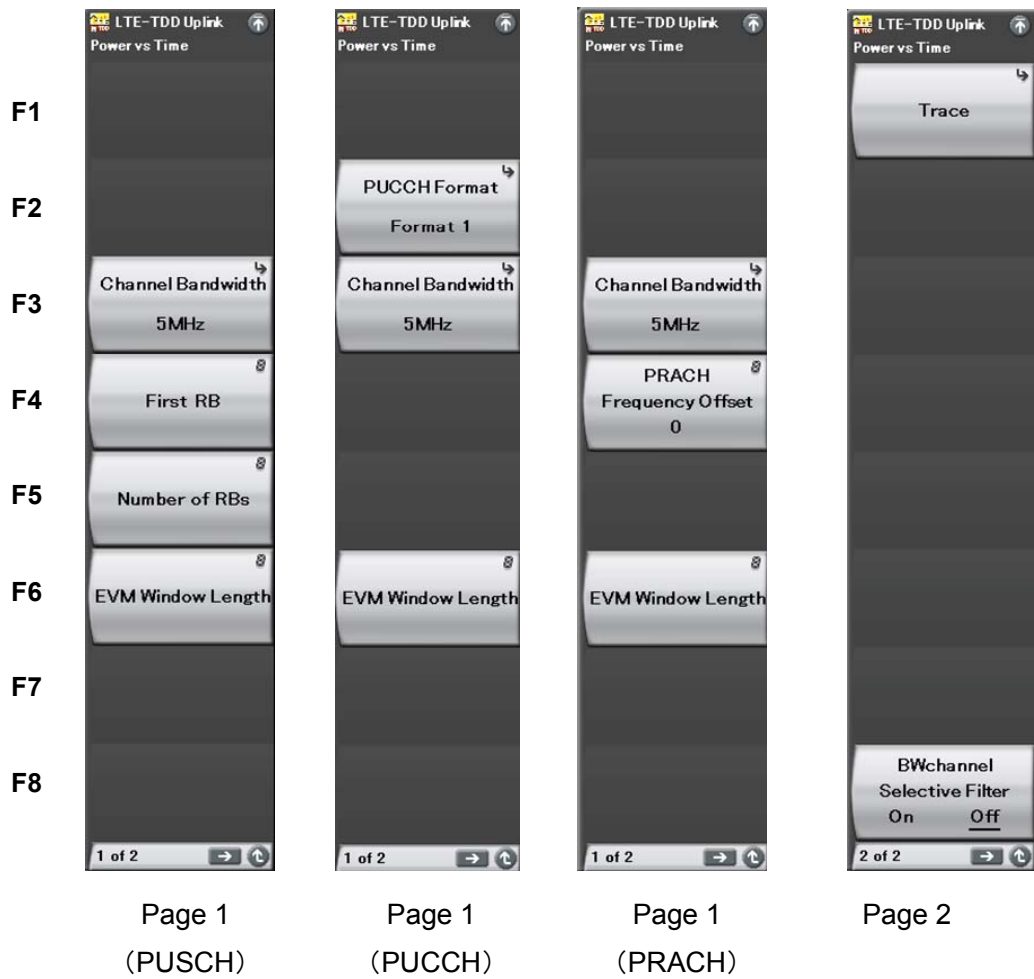 LTE-TDD Uplink
Power vs Time
Channel Bandwidth
5MHz
First RB
Number of RBs
EVM Window Length
1 of 2
Page 1
(PUSCH)
LTE-TDD Uplink
Power vs Time
PUCCH Format
Format 1
Channel Bandwidth
5MHz
EVM Window Length
1 of 2
Page 1
(PUCCH)
LTE-TDD Uplink
Power vs Time
Channel Bandwidth
5MHz
PRACH
Frequency Offset
0
EVM Window Length
1 of 2
Page 1
(PRACH)
LTE-TDD Uplink
Power vs Time
Trace
BWchannel
Selective Filter
On Off
2 of 2
Page 2
F1
F2
F3
F4
F5
F6
F7
F8